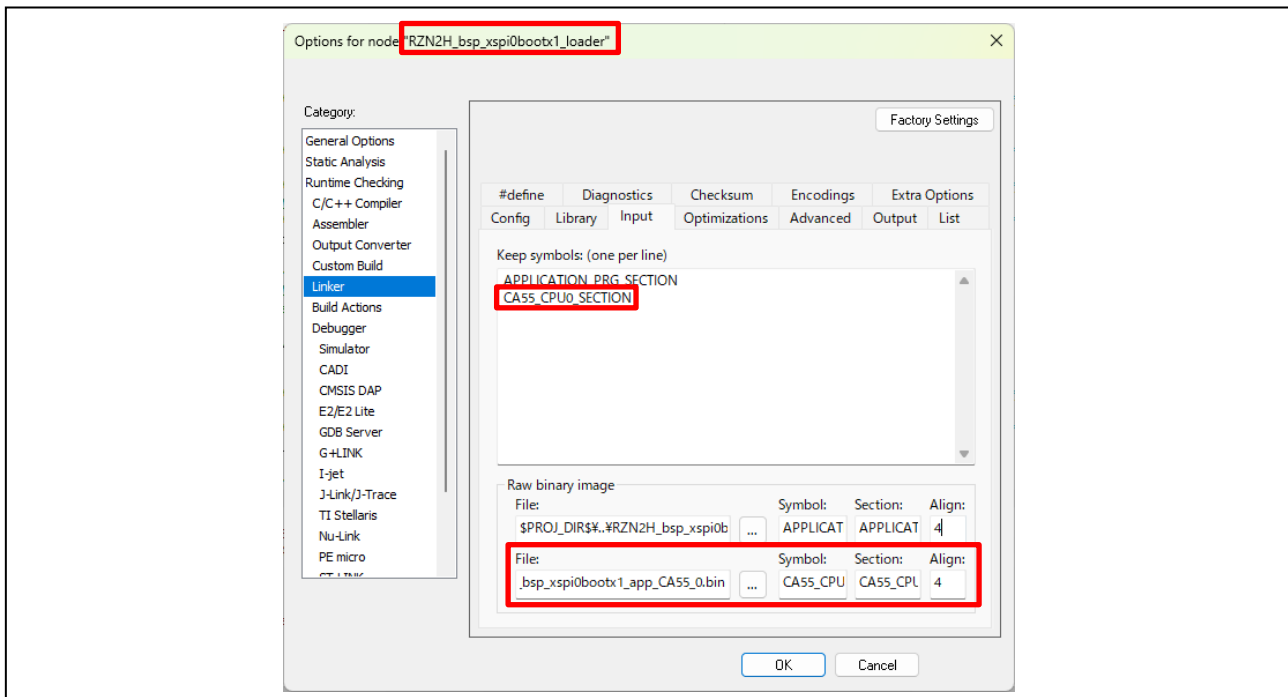 Options for node "RZN2H_bsp_xspi0bootx1_loader"
Category:
Factory Settings
General Options
Static Analysis
Runtime Checking
C/C++ Compiler
Assembler
Output Converter
Custom Build
Linker
Build Actions
Debugger
Simulator
CADI
CMSIS DAP
E2/E2 Lite
GDB Server
G+LINK
I-jet
J-Link/J-Trace
TI Stellaris
Nu-Link
PE micro
ST-LINK
#define Diagnostics Checksum Encodings Extra Options
Config Library Input Optimizations Advanced Output List
Keep symbols: (one per line)
APPLICATION_PRG_SECTION
CA55_CPU0_SECTION
Raw binary image
File: Symbol: Section: Align:
$PROJ_DIR$¥..¥RZN2H_bsp_xspi0b ... APPLICAT APPLICAT 4
File: Symbol: Section: Align:
_bsp_xspi0bootx1_app_CA55_0.bin ... CA55_CPU CA55_CPU 4
OK Cancel